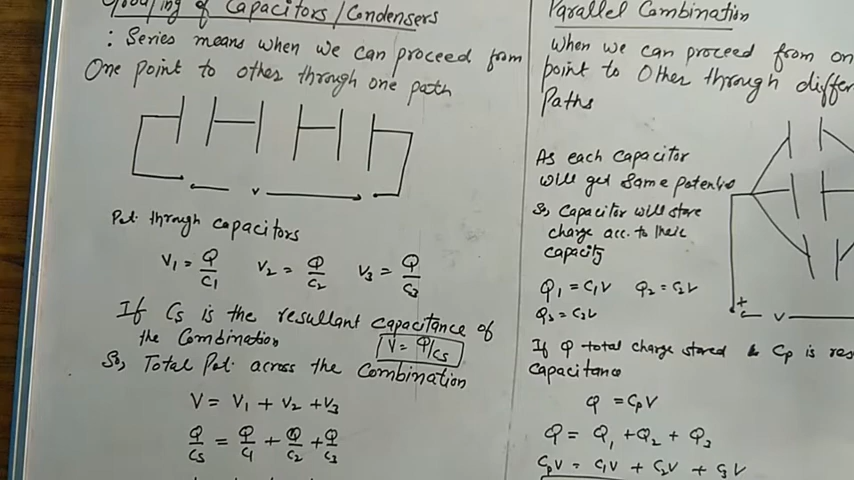 of Capacitors/Condensers
: Series means when we can proceed from
One point to other through one path
V
Pot. through capacitors
V1 = Q/C1 V2 = Q/C2 V3 = Q/C3
If Cs is the resultant capacitance of
the Combination
V = Q/Cs
So, Total Pot. across the Combination
V = V1 + V2 + V3
Q/Cs = Q/C1 + Q/C2 + Q/C3
Parallel Combination
When we can proceed from on
point to Other through differ
Paths
As each capacitor
will get same potential
So, Capacitor will store
charge acc. to their
capacity
Q1 = C1V Q2 = C2V
Q3 = C3V
+
V
If Q total charge stored & Cp is res
capacitance
Q = CpV
Q = Q1 + Q2 + Q3
CpV = C1V + C2V + C3V